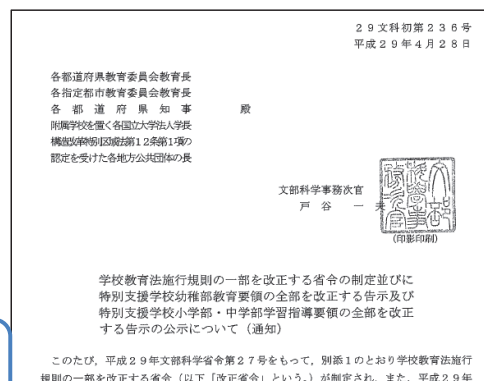 29文科初第236号
平成29年4月28日
各都道府県教育委員会教育長
各指定都市教育委員会教育長
各都道府県知事 殿
附属学校を置く各国立大学法人学長
構造改革特別区域法第12条第1項の
認定を受けた各地方公共団体の長
文部科学事務次官
戸谷 一夫
文部科学事務次官
(印影印刷)
学校教育法施行規則の一部を改正する省令の制定並びに
特別支援学校幼稚部教育要領の全部を改正する告示及び
特別支援学校小学部・中学部学習指導要領の全部を改正
する告示の公示について(通知)
このたび,平成29年文部科学省令第27号をもって,別添1のとおり学校教育法施行
規則の一部を改正する省令(以下「改正省令」という。)が制定され,また,平成29年